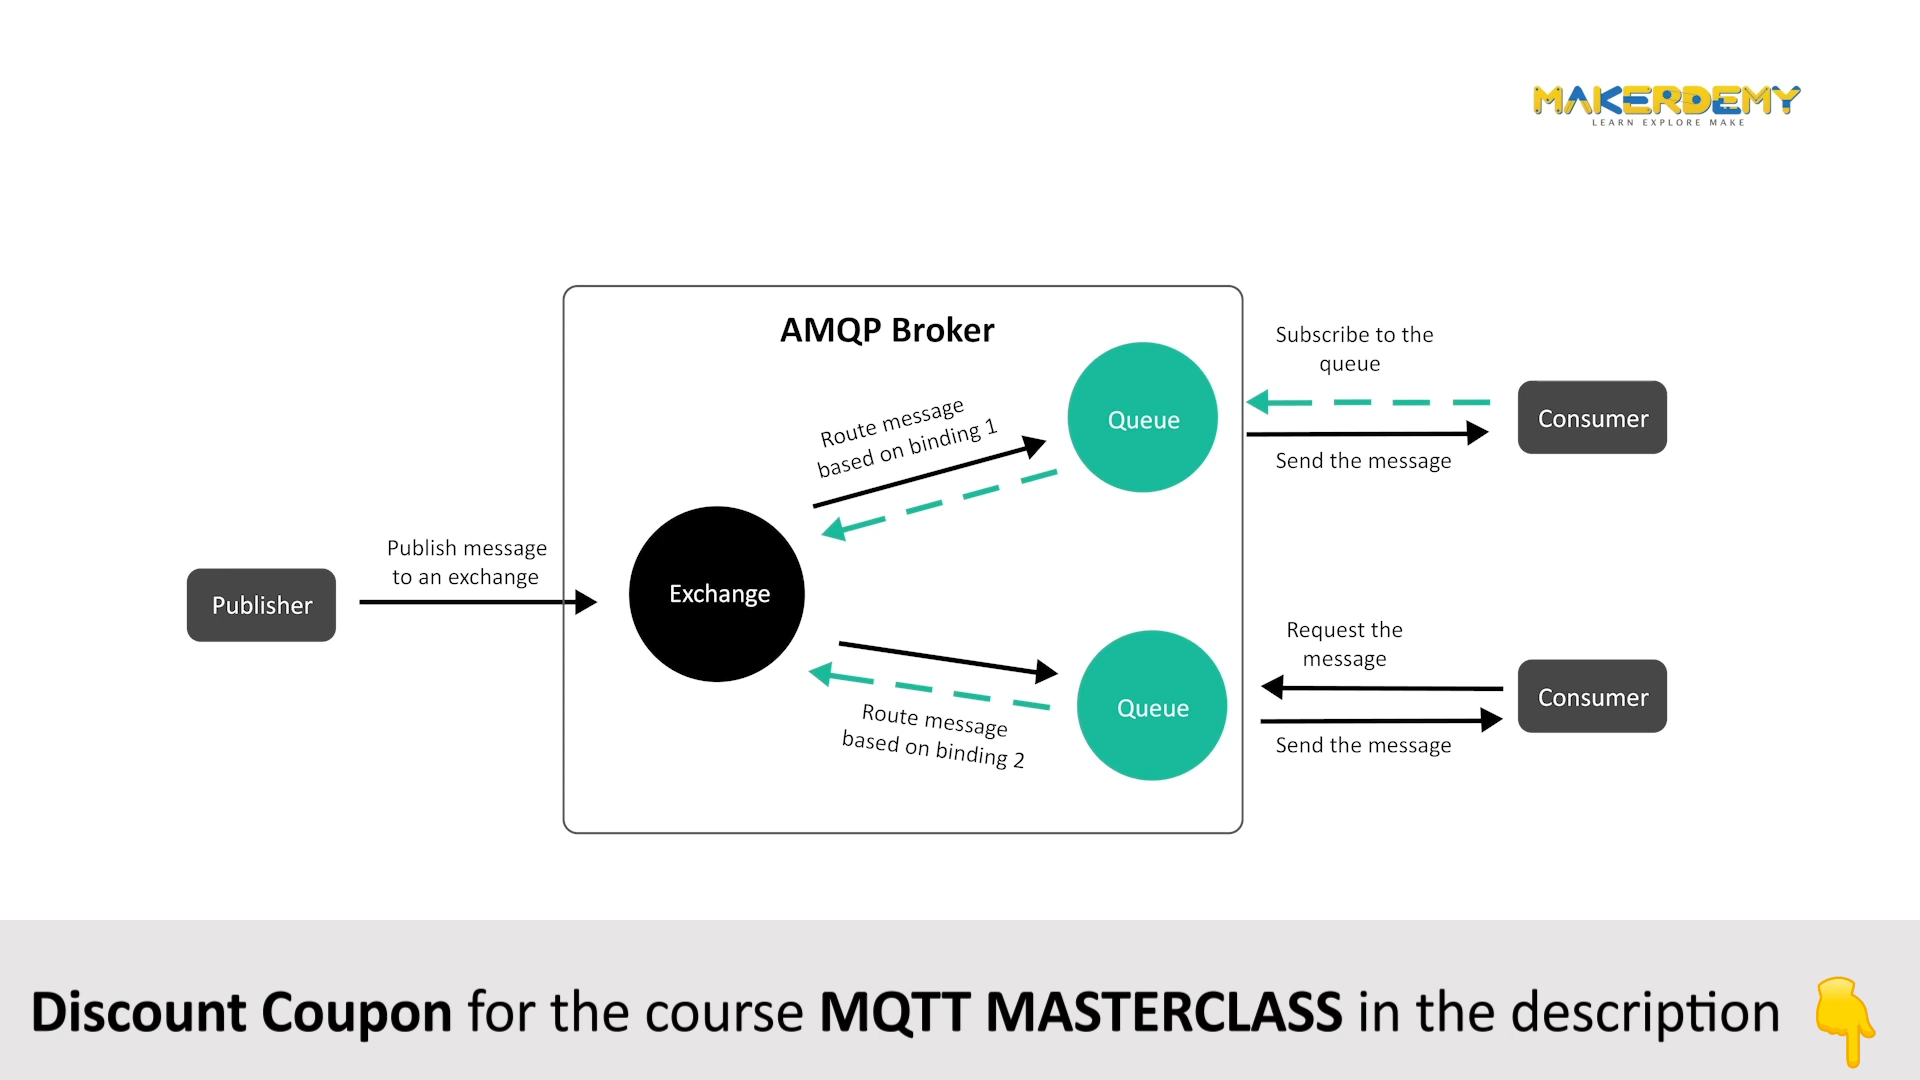 MAKERDEMY
LEARN EXPLORE MAKE
AMQP Broker
Publisher
Publish message
to an exchange
Exchange
Route message
based on binding 1
Queue
Subscribe to the
queue
Send the message
Consumer
Route message
based on binding 2
Queue
Request the
message
Send the message
Consumer
Discount Coupon for the course MQTT MASTERCLASS in the description